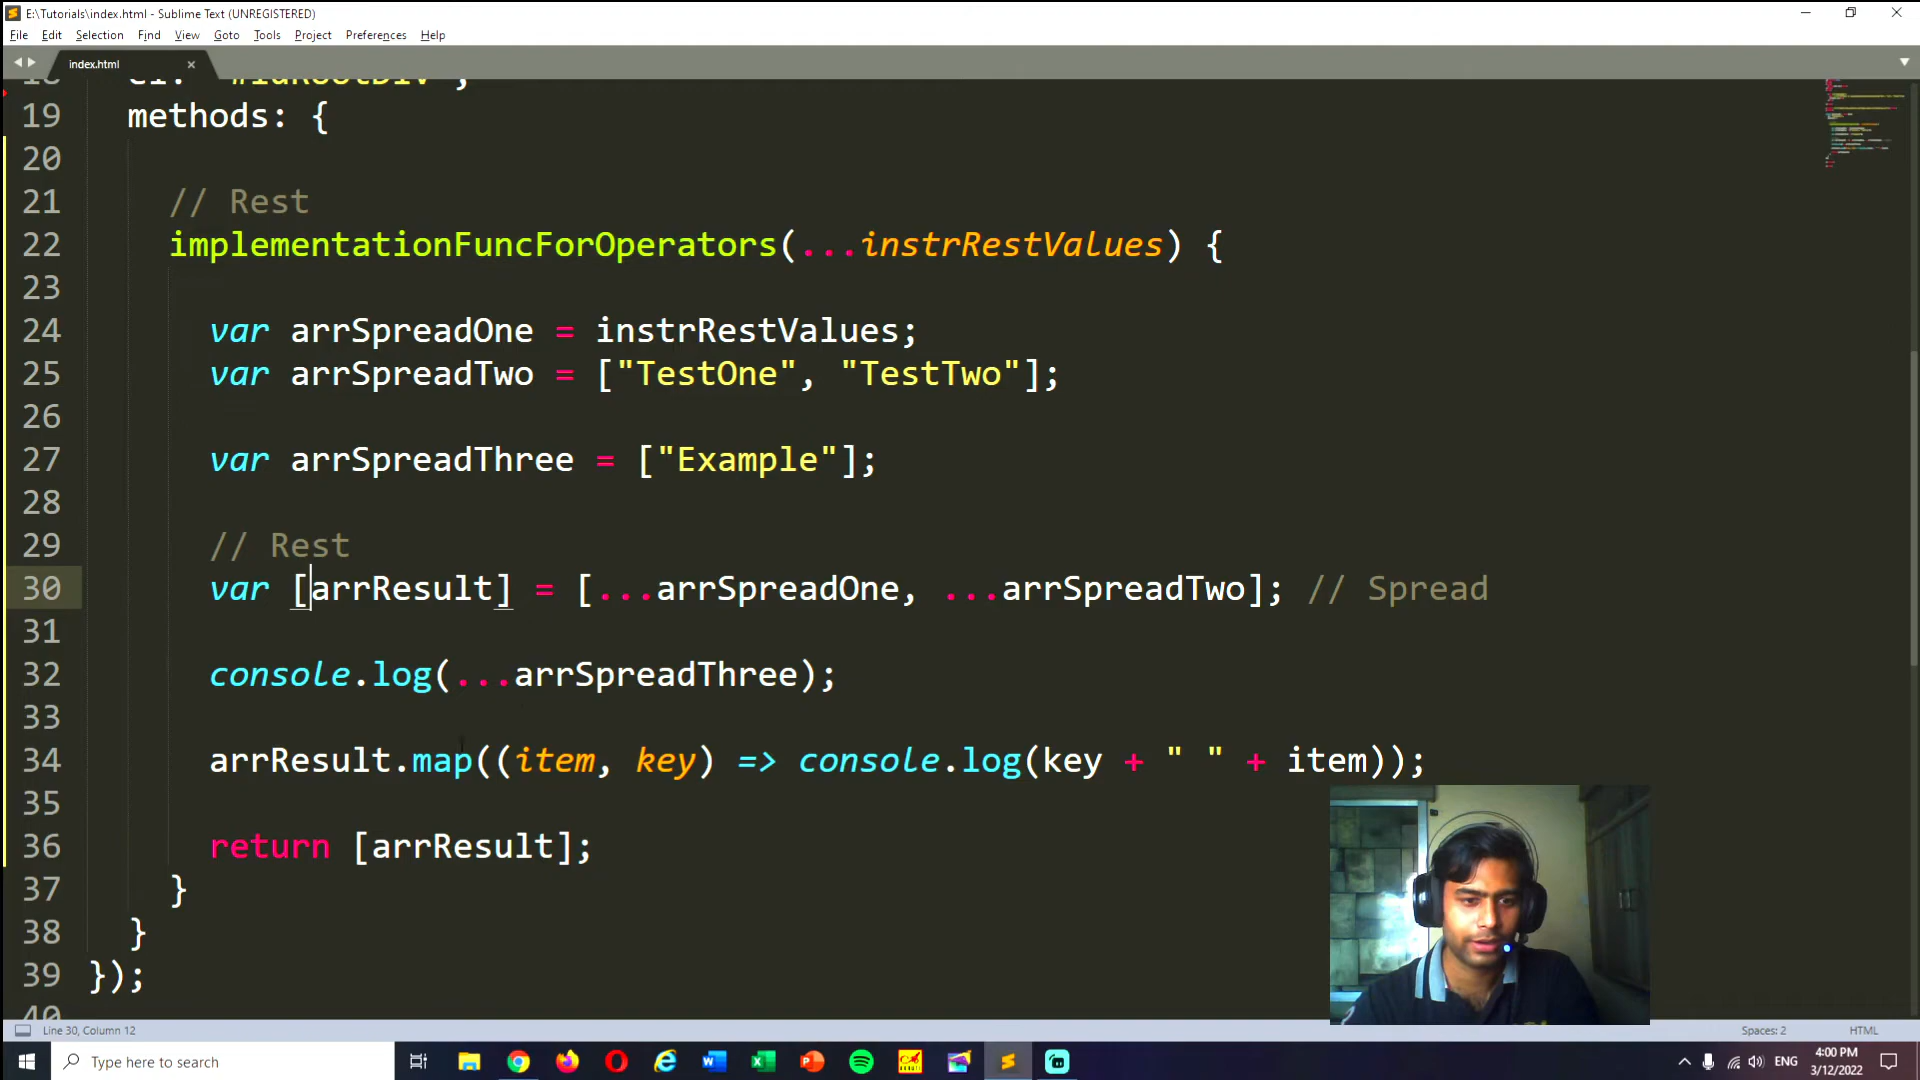 E:\Tutorials\index.html - Sublime Text (UNREGISTERED)
File Edit Selection Find View Goto Tools Project Preferences Help
index.html
19 methods: {
20
21 // Rest
22 implementationFuncForOperators(...instrRestValues) {
23
24 var arrSpreadOne = instrRestValues;
25 var arrSpreadTwo = ["TestOne", "TestTwo"];
26
27 var arrSpreadThree = ["Example"];
28
29 // Rest
30 var [arrResult] = [...arrSpreadOne, ...arrSpreadTwo]; // Spread
31
32 console.log(...arrSpreadThree);
33
34 arrResult.map((item, key) => console.log(key + " " + item));
35
36 return [arrResult];
37 }
38 }
39 });
40
Line 30, Column 12 Spaces: 2 HTML
Type here to search
ENG
4:00 PM
3/12/2022